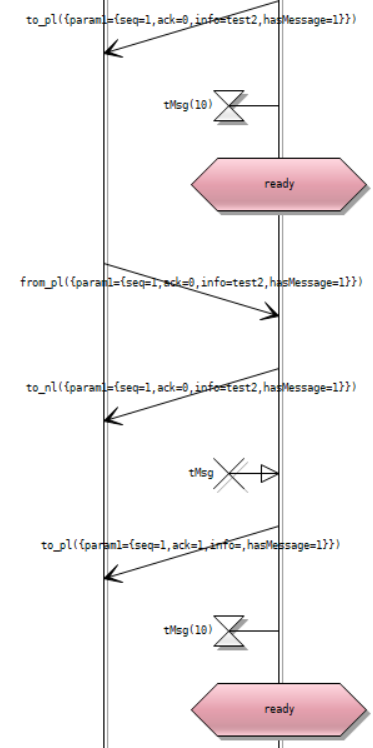 to_pl({param1={seq=1,ack=0,info=test2,hasMessage=1}})
tMsg(10)
ready
from_pl({param1={seq=1,ack=0,info=test2,hasMessage=1}})
to_nl({param1={seq=1,ack=0,info=test2,hasMessage=1}})
tMsg
to_pl({param1={seq=1,ack=1,info=,hasMessage=1}})
tMsg(10)
ready